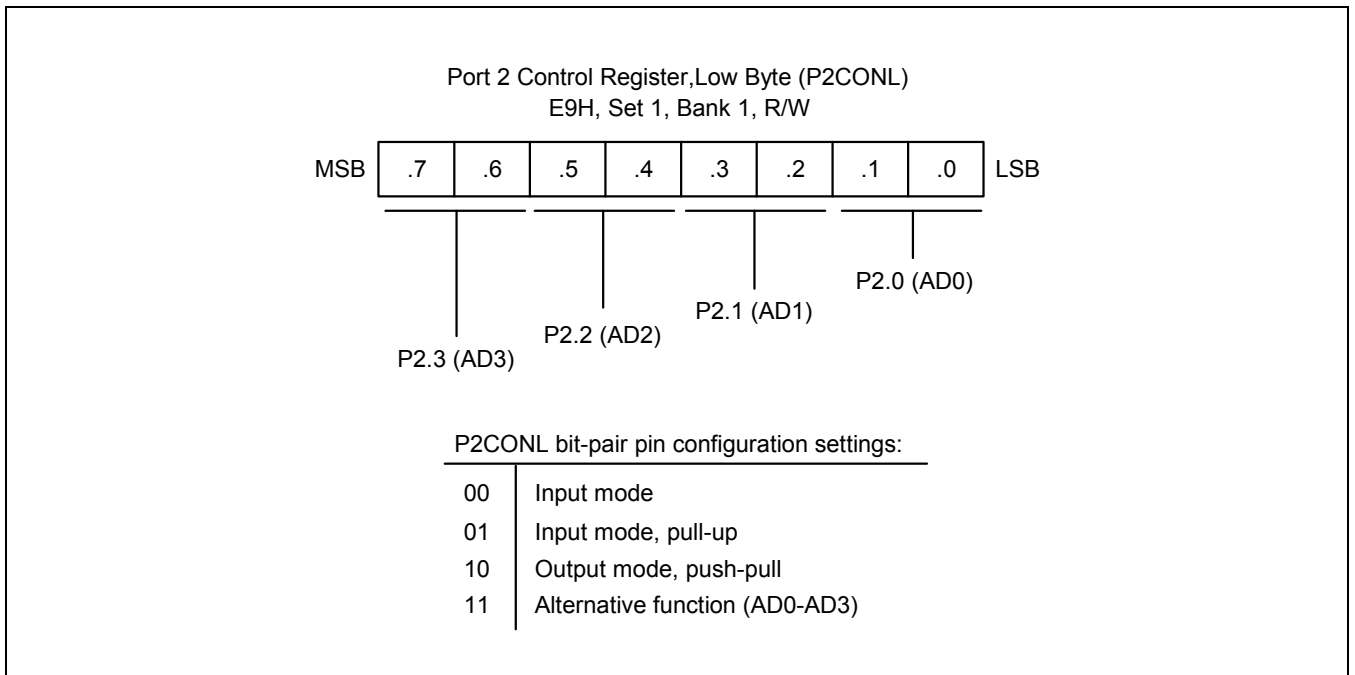 Port 2 Control Register,Low Byte (P2CONL)
E9H, Set 1, Bank 1, R/W
MSB .7 .6 .5 .4 .3 .2 .1 .0 LSB
P2.0 (AD0)
P2.1 (AD1)
P2.2 (AD2)
P2.3 (AD3)
P2CONL bit-pair pin configuration settings:
00 Input mode
01 Input mode, pull-up
10 Output mode, push-pull
11 Alternative function (AD0-AD3)